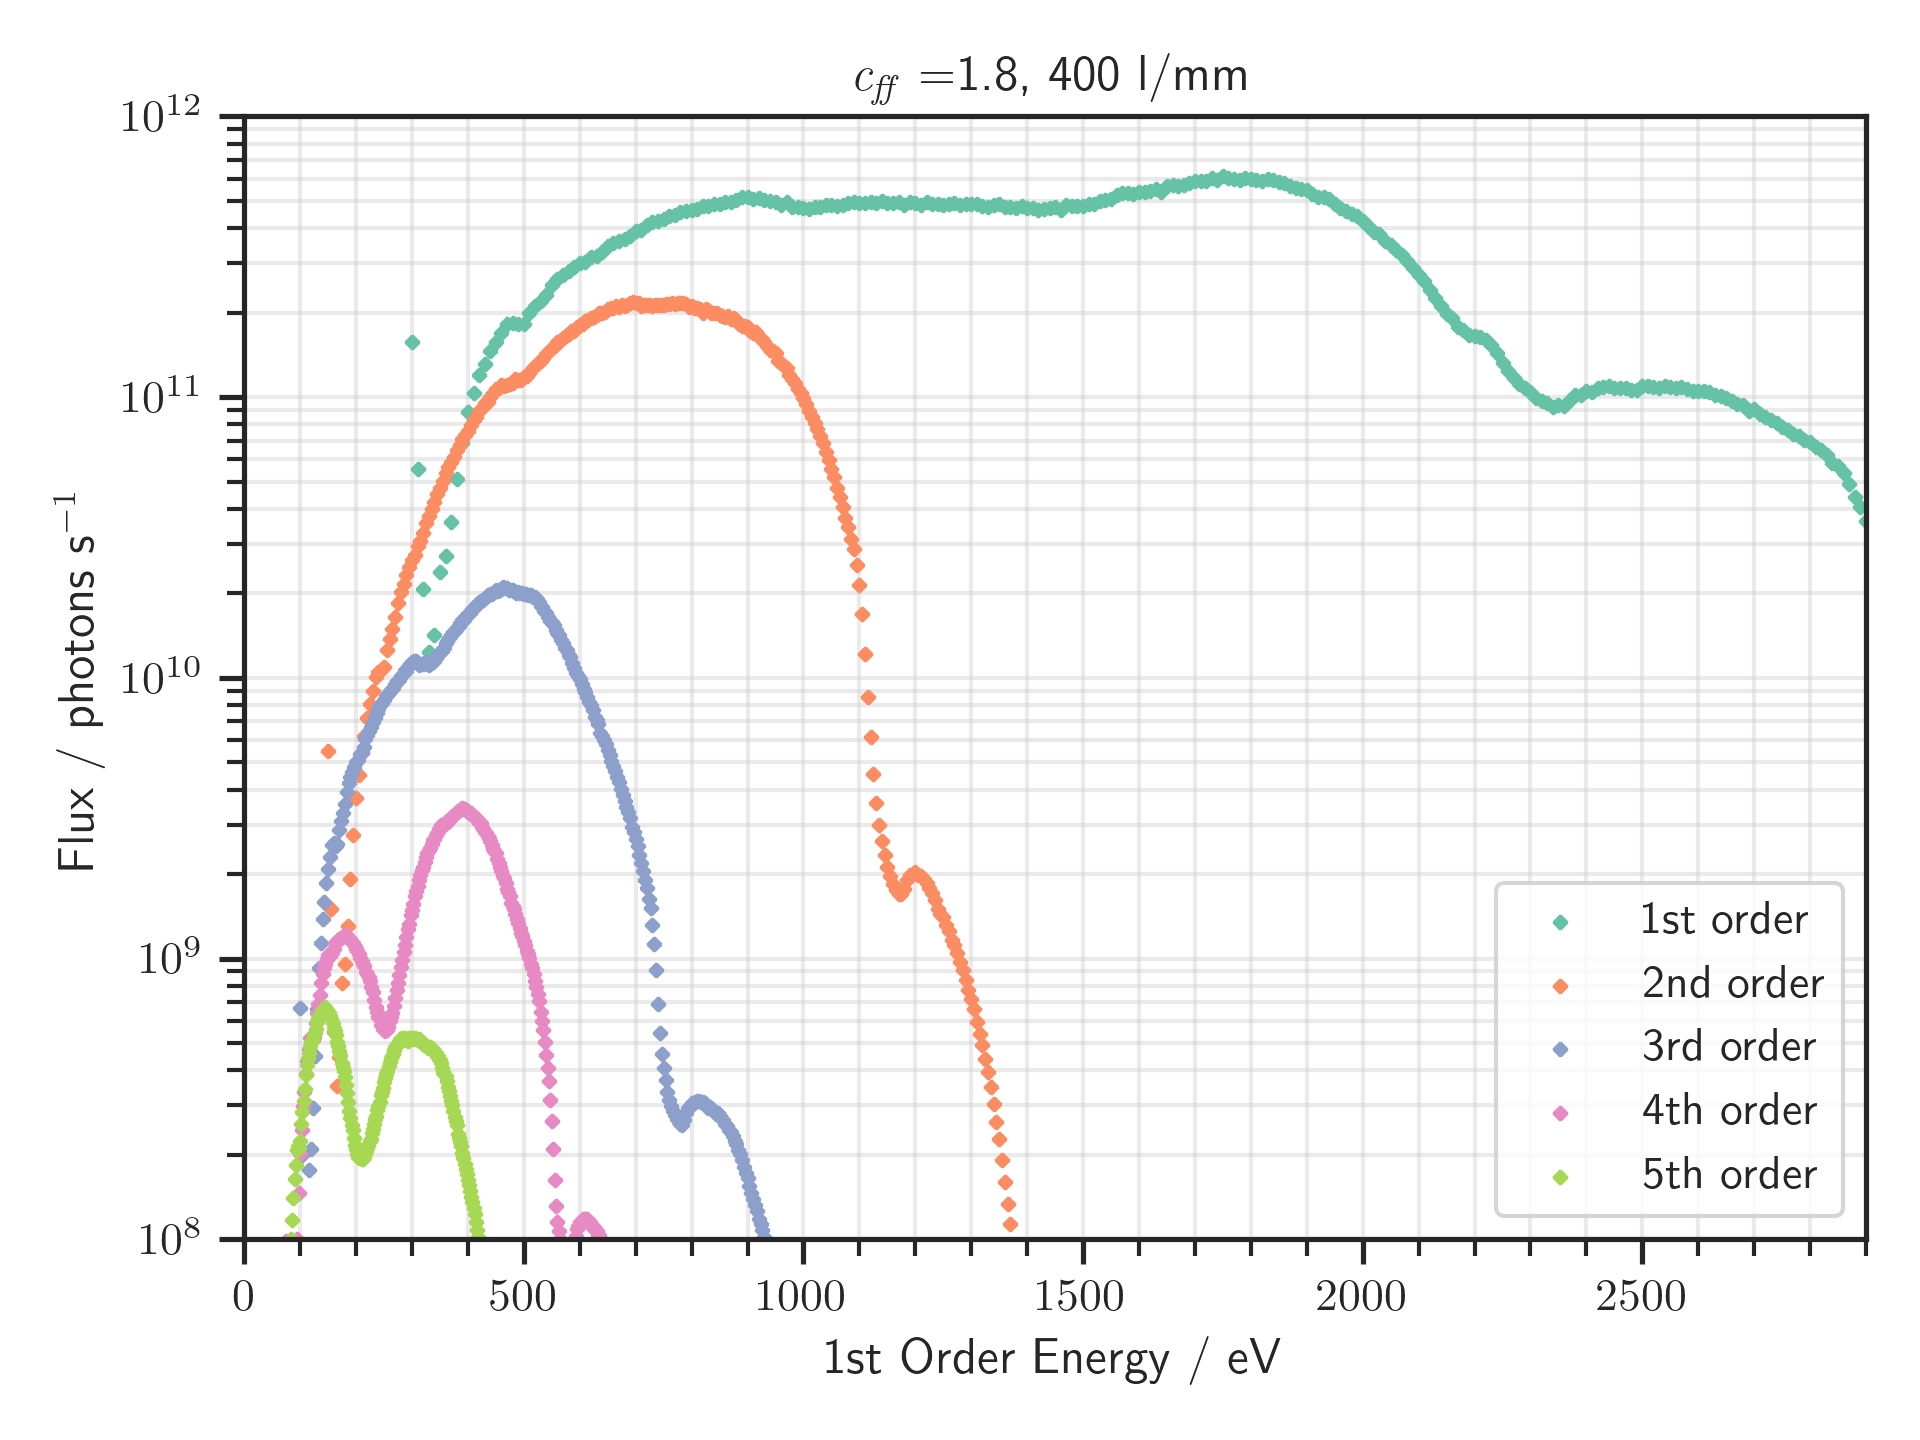 c_ff =1.8, 400 l/mm
10^12
10^11
10^10
10^9
10^8
Flux / photons s^−1
1st order
2nd order
3rd order
4th order
5th order
0 500 1000 1500 2000 2500
1st Order Energy / eV